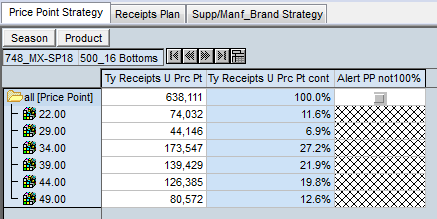 Price Point Strategy Receipts Plan Supp/Manf_Brand Strategy
Season Product
748_MX-SP18 500_16 Bottoms
Ty Receipts U Prc Pt Ty Receipts U Prc Pt cont Alert PP not100%
all [Price Point] 638,111 100.0%
22.00 74,032 11.6%
29.00 44,146 6.9%
34.00 173,547 27.2%
39.00 139,429 21.9%
44.00 126,385 19.8%
49.00 80,572 12.6%